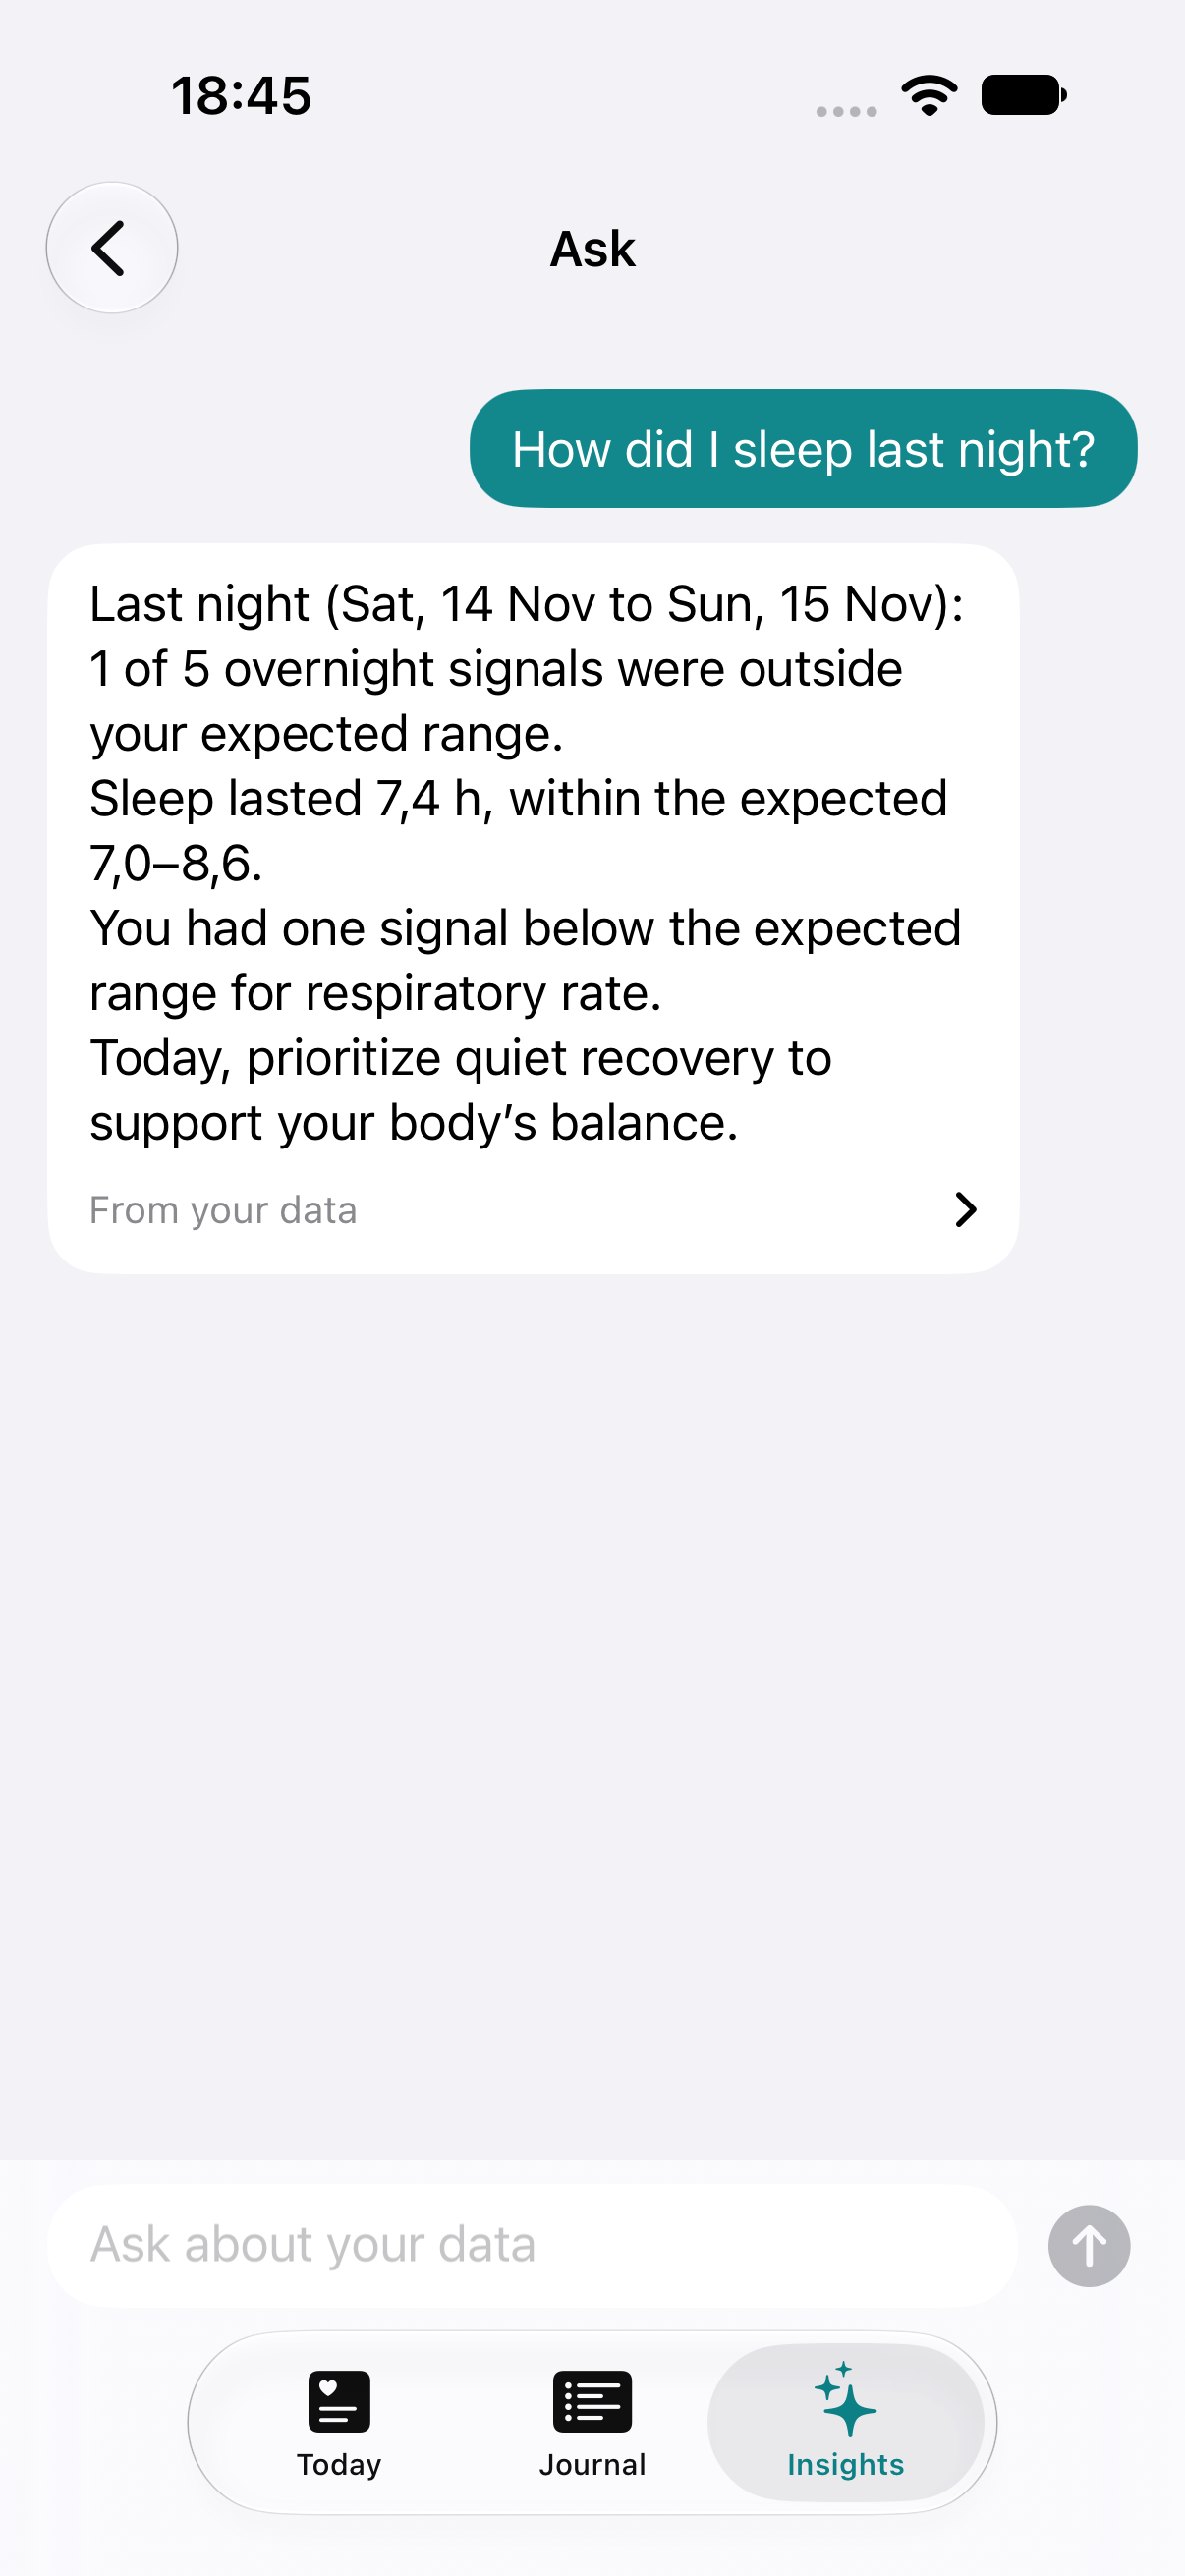 18:45
Ask
How did I sleep last night?
Last night (Sat, 14 Nov to Sun, 15 Nov):
1 of 5 overnight signals were outside
your expected range.
Sleep lasted 7,4 h, within the expected
7,0–8,6.
You had one signal below the expected
range for respiratory rate.
Today, prioritize quiet recovery to
support your body’s balance.
From your data
Ask about your data
Today
Journal
Insights